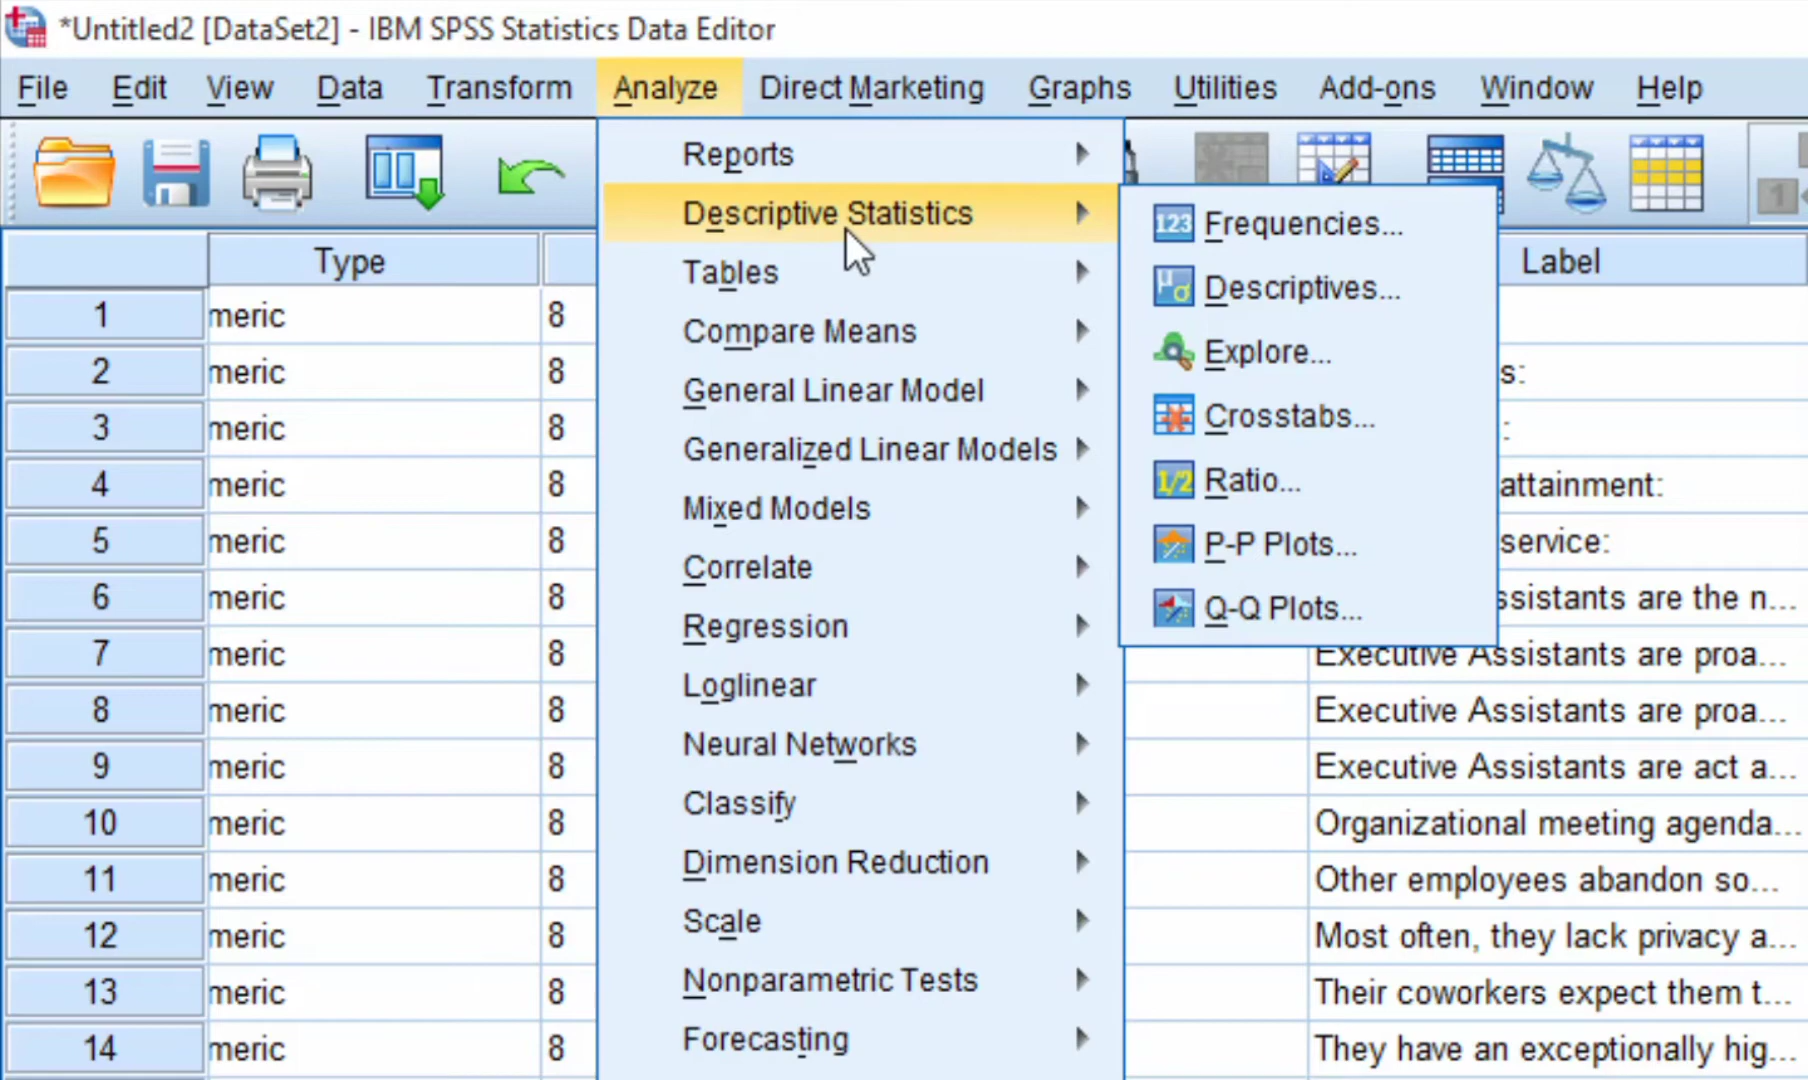 *Untitled2 [DataSet2] - IBM SPSS Statistics Data Editor
File Edit View Data Transform Analyze Direct Marketing Graphs Utilities Add-ons Window Help
Reports
Descriptive Statistics
Tables
Compare Means
General Linear Model
Generalized Linear Models
Mixed Models
Correlate
Regression
Loglinear
Neural Networks
Classify
Dimension Reduction
Scale
Nonparametric Tests
Forecasting
123 Frequencies...
μ σ Descriptives...
Explore...
Crosstabs...
1/2 Ratio...
P-P Plots...
Q-Q Plots...
1
Type Label
1 meric 8
2 meric 8 s:
3 meric 8 :
4 meric 8 attainment:
5 meric 8 service:
6 meric 8 ssistants are the n...
7 meric 8 Executive Assistants are proa...
8 meric 8 Executive Assistants are proa...
9 meric 8 Executive Assistants are act a...
10 meric 8 Organizational meeting agenda...
11 meric 8 Other employees abandon so...
12 meric 8 Most often, they lack privacy a...
13 meric 8 Their coworkers expect them t...
14 meric 8 They have an exceptionally hig...